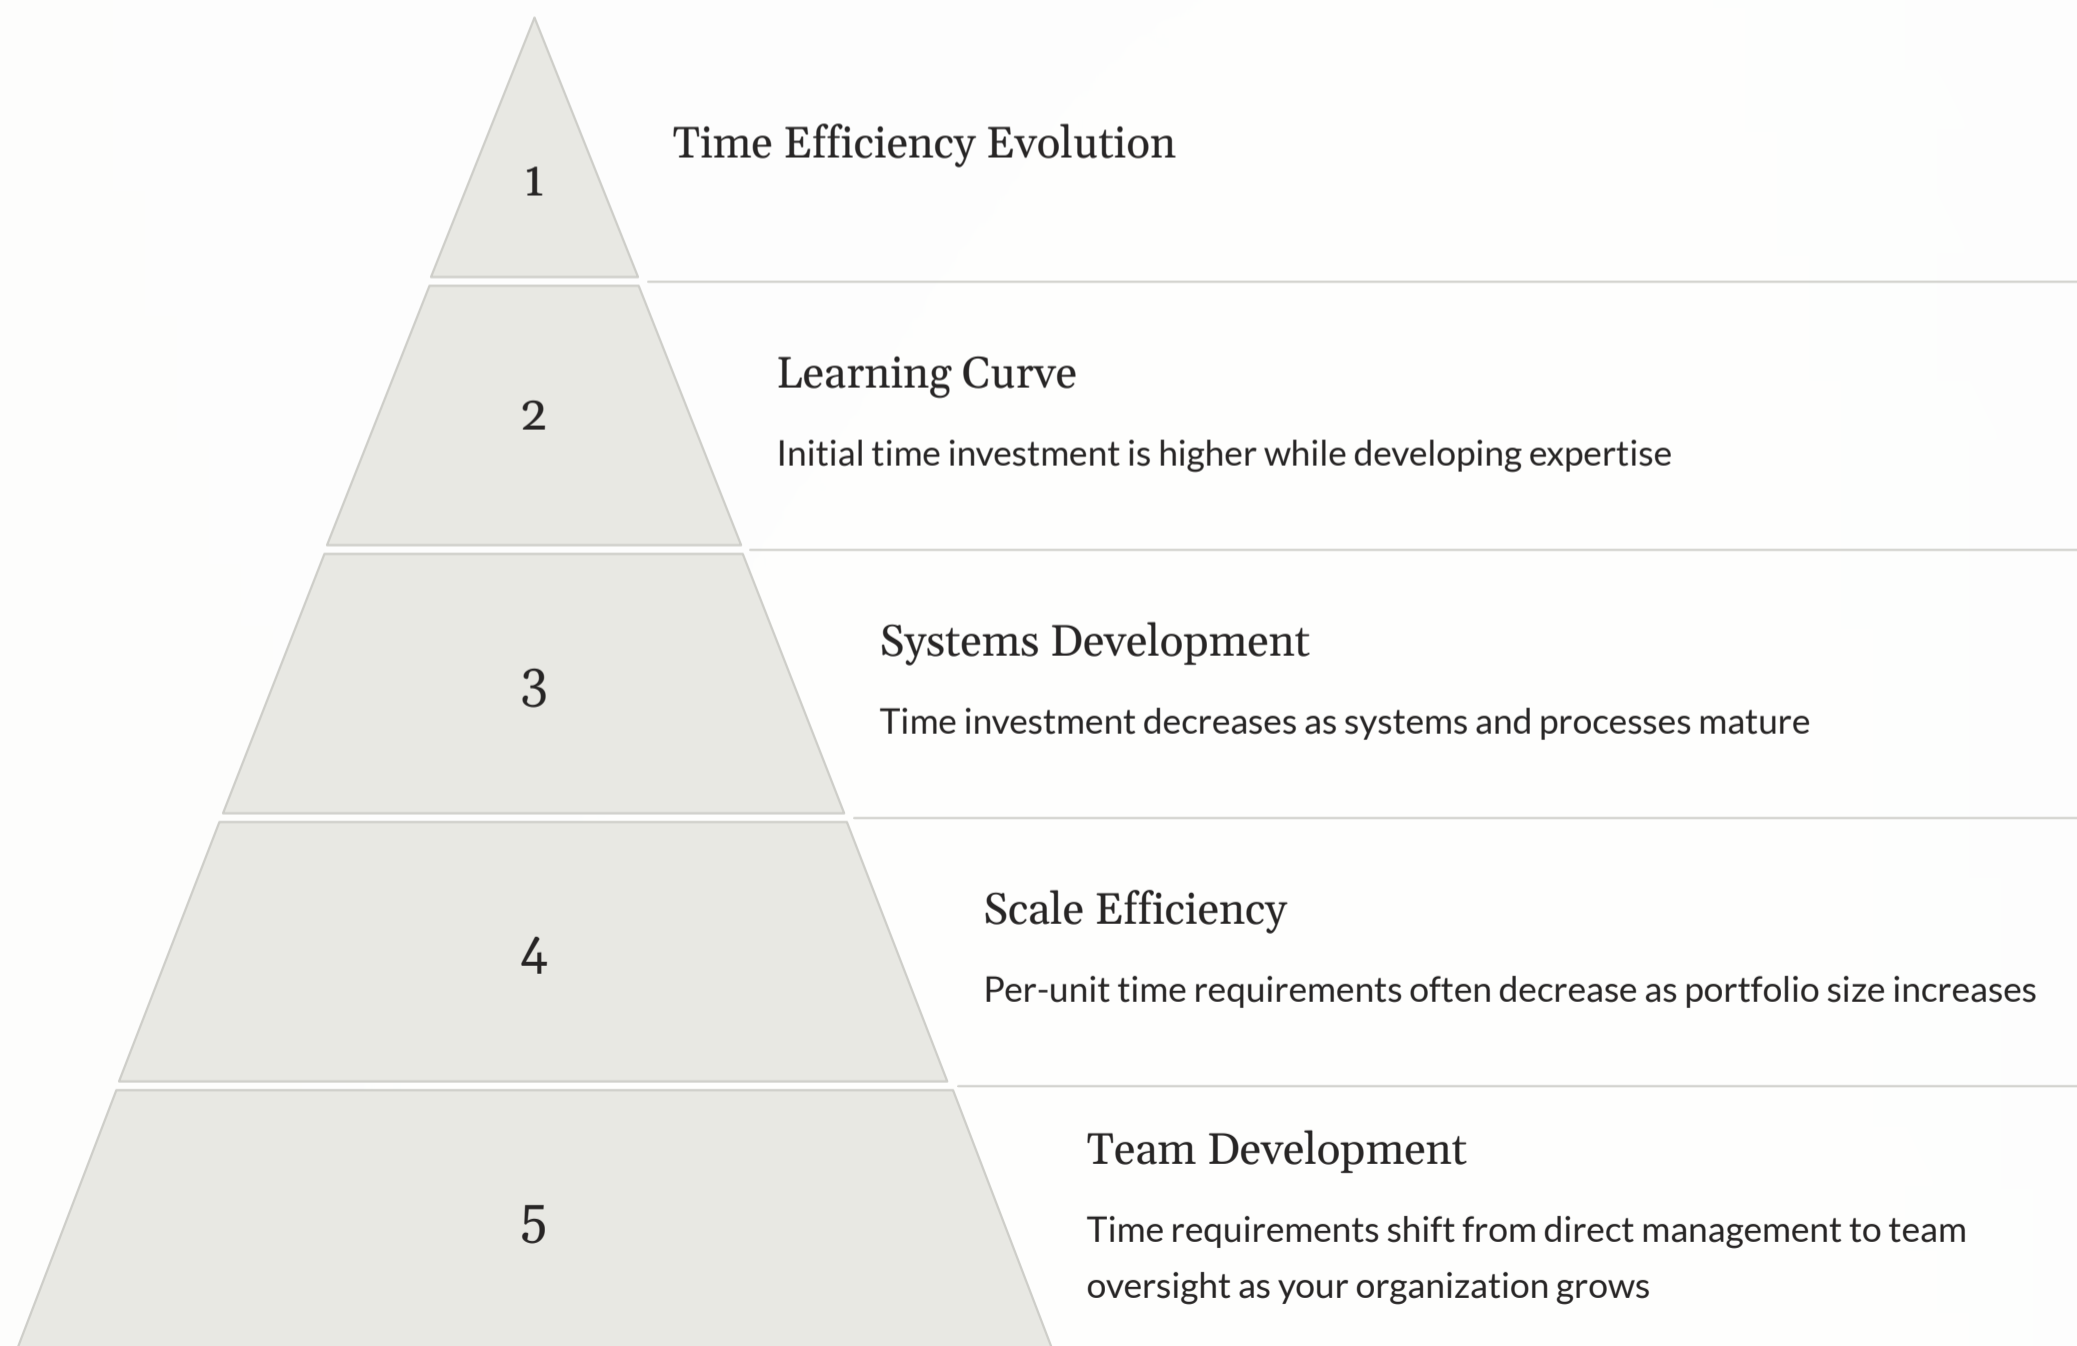 1
Time Efficiency Evolution
2
Learning Curve
Initial time investment is higher while developing expertise
3
Systems Development
Time investment decreases as systems and processes mature
4
Scale Efficiency
Per-unit time requirements often decrease as portfolio size increases
5
Team Development
Time requirements shift from direct management to team
oversight as your organization grows